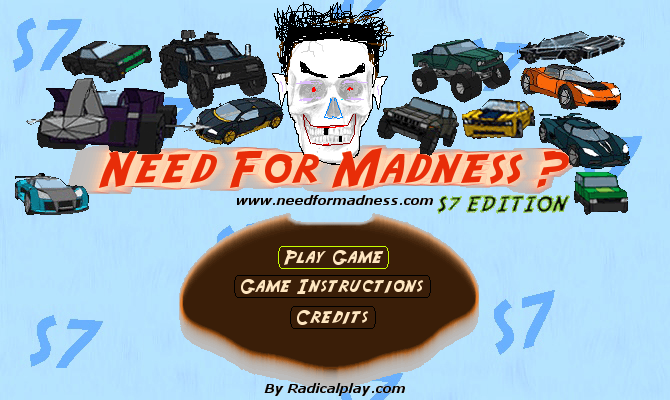 S7
NEED FOR MADNESS ?
www.needformadness.com
S7 EDITION
PLAY GAME
GAME INSTRUCTIONS
CREDITS
S7
S7
By Radicalplay.com